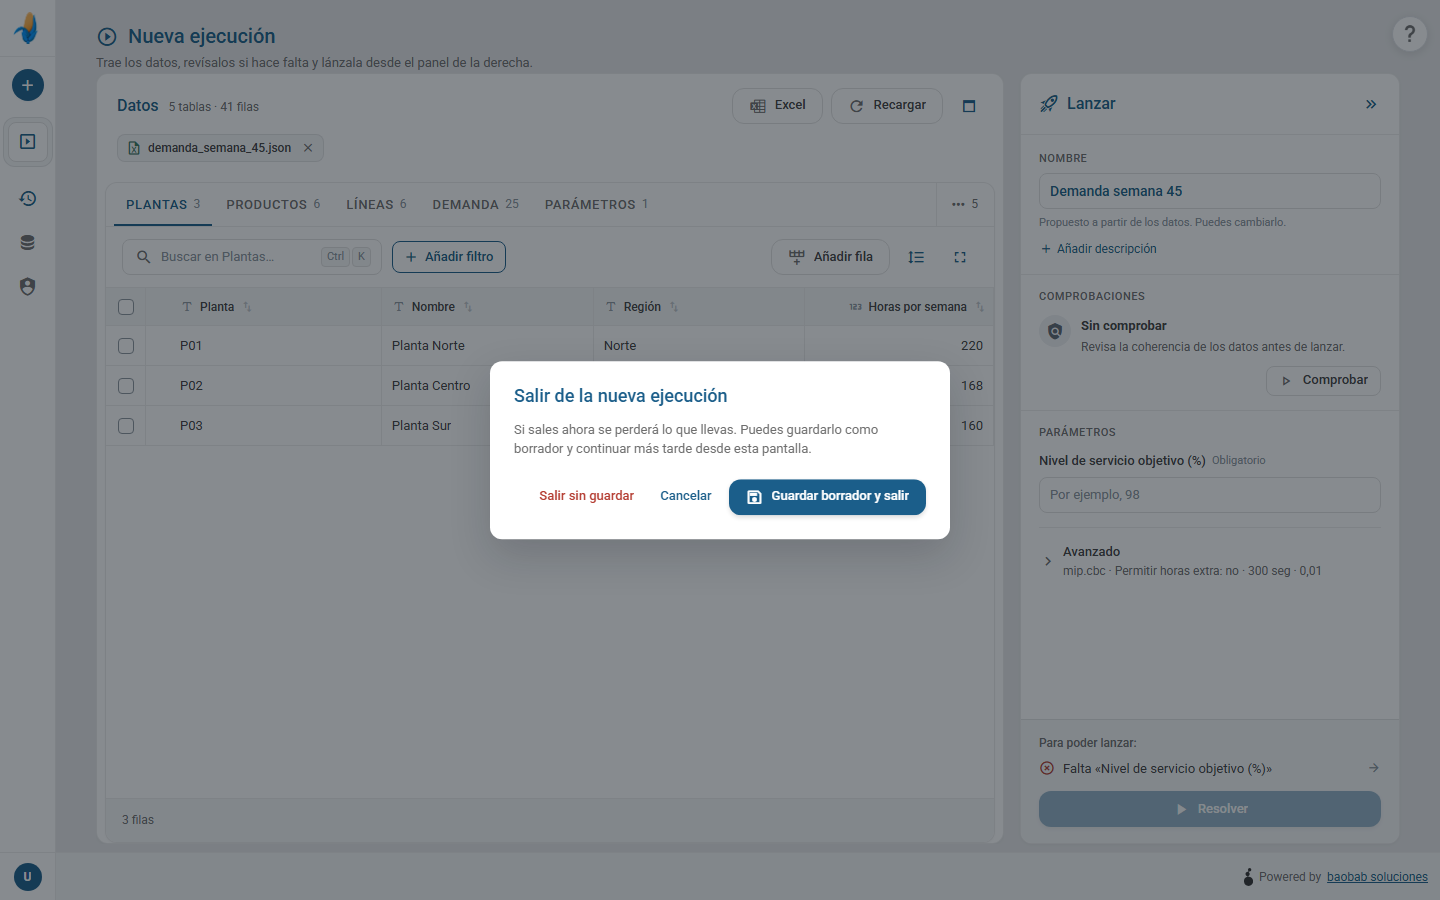 Nueva ejecución
Trae los datos, revísalos si hace falta y lánzala desde el panel de la derecha.
?
Datos 5 tablas · 41 filas
Excel
Recargar
demanda_semana_45.json
PLANTAS 3
PRODUCTOS 6
LÍNEAS 6
DEMANDA 25
PARÁMETROS 1
5
Buscar en Plantas...
Ctrl K
Añadir filtro
Añadir fila
Planta
Nombre
Región
123 Horas por semana
P01 Planta Norte Norte 220
P02 Planta Centro 168
P03 Planta Sur 160
3 filas
Salir de la nueva ejecución
Si sales ahora se perderá lo que llevas. Puedes guardarlo como
borrador y continuar más tarde desde esta pantalla.
Salir sin guardar
Cancelar
Guardar borrador y salir
Lanzar
NOMBRE
Demanda semana 45
Propuesto a partir de los datos. Puedes cambiarlo.
Añadir descripción
COMPROBACIONES
Sin comprobar
Revisa la coherencia de los datos antes de lanzar.
Comprobar
PARÁMETROS
Nivel de servicio objetivo (%) Obligatorio
Por ejemplo, 98
Avanzado
mip.cbc · Permitir horas extra: no · 300 seg · 0,01
Para poder lanzar:
Falta «Nivel de servicio objetivo (%)»
Resolver
U
Powered by baobab soluciones